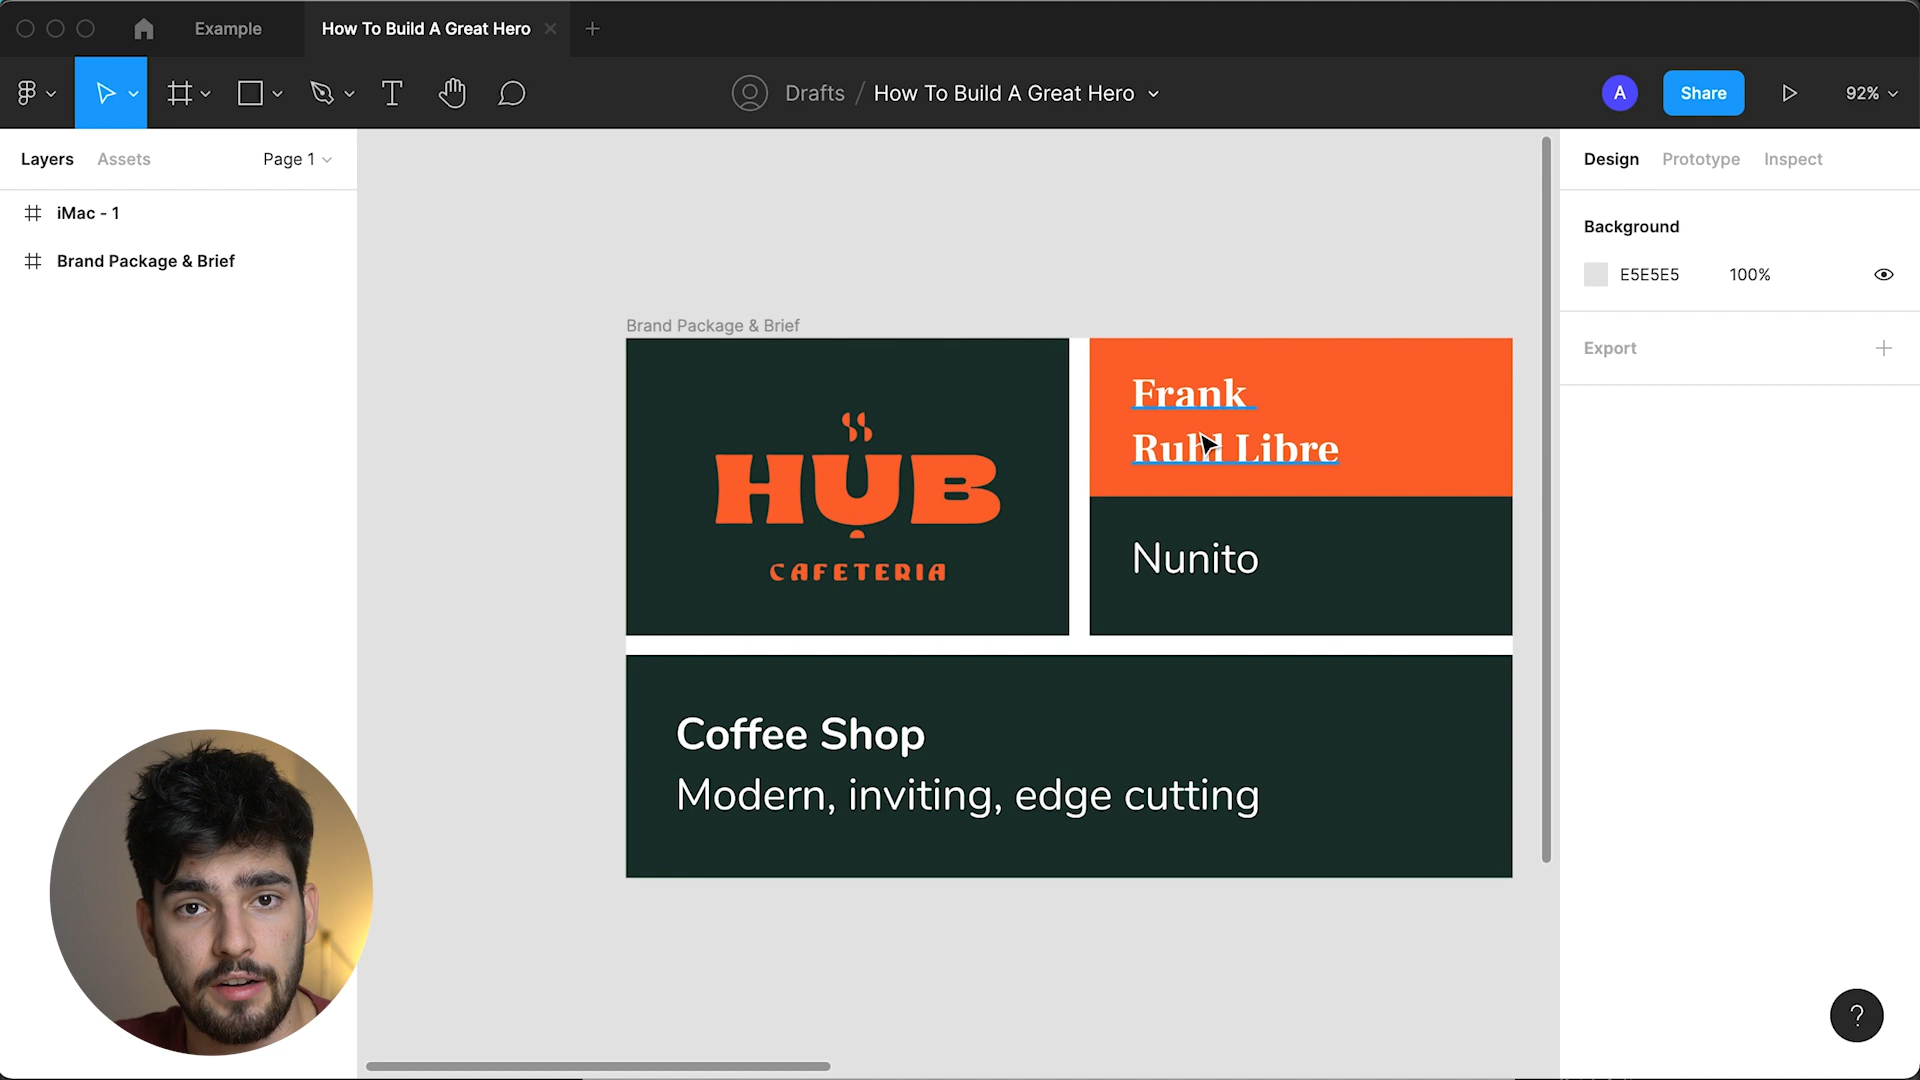 Example
How To Build A Great Hero
Drafts / How To Build A Great Hero
A
Share
92%
Layers
Assets
Page 1
iMac - 1
Brand Package & Brief
Design
Prototype
Inspect
Background
E5E5E5
100%
Export
Brand Package & Brief
HUB
CAFETERIA
Frank
Ruhl Libre
Nunito
Coffee Shop
Modern, inviting, edge cutting
?